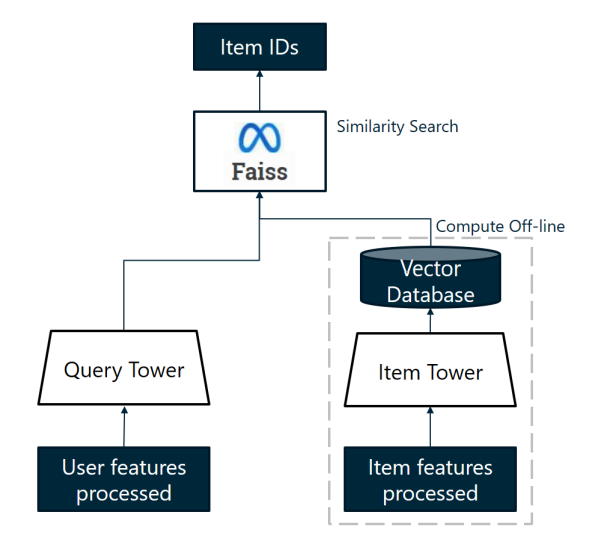 Item IDs
Faiss
Similarity Search
Compute Off-line
Vector
Database
Query Tower
Item Tower
User features
processed
Item features
processed